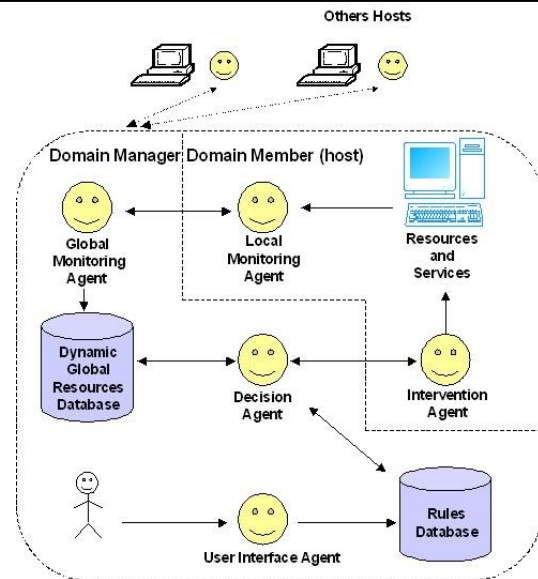 Others Hosts
Domain Manager
Domain Member (host)
Global
Monitoring
Agent
Local
Monitoring
Agent
Resources
and
Services
Dynamic
Global
Resources
Database
Decision
Agent
Intervention
Agent
User Interface Agent
Rules
Database